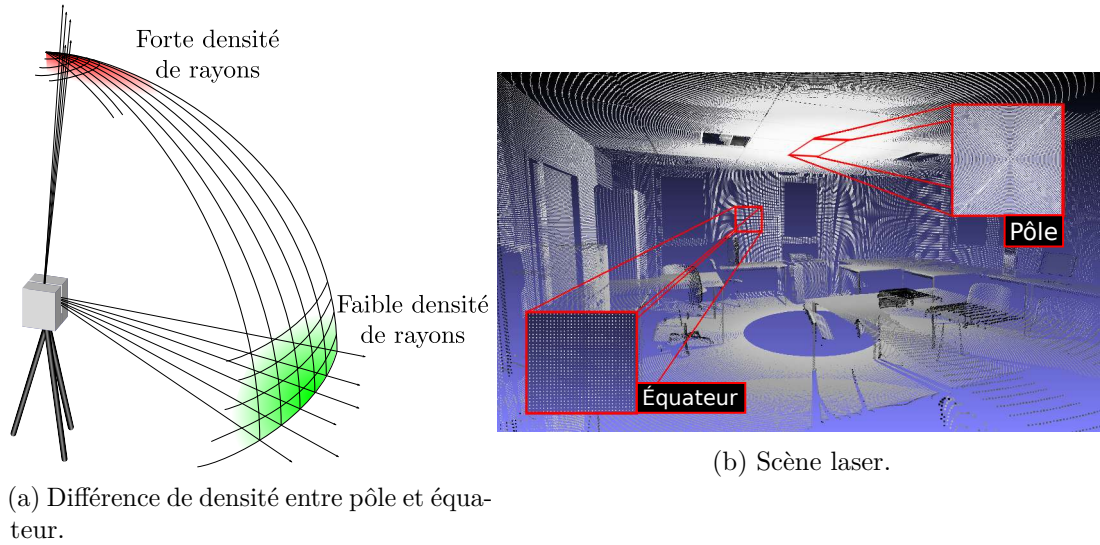 Forte densité
de rayons
Faible densité
de rayons
(a) Différence de densité entre pôle et équa-
teur.
Pôle
Équateur
(b) Scène laser.